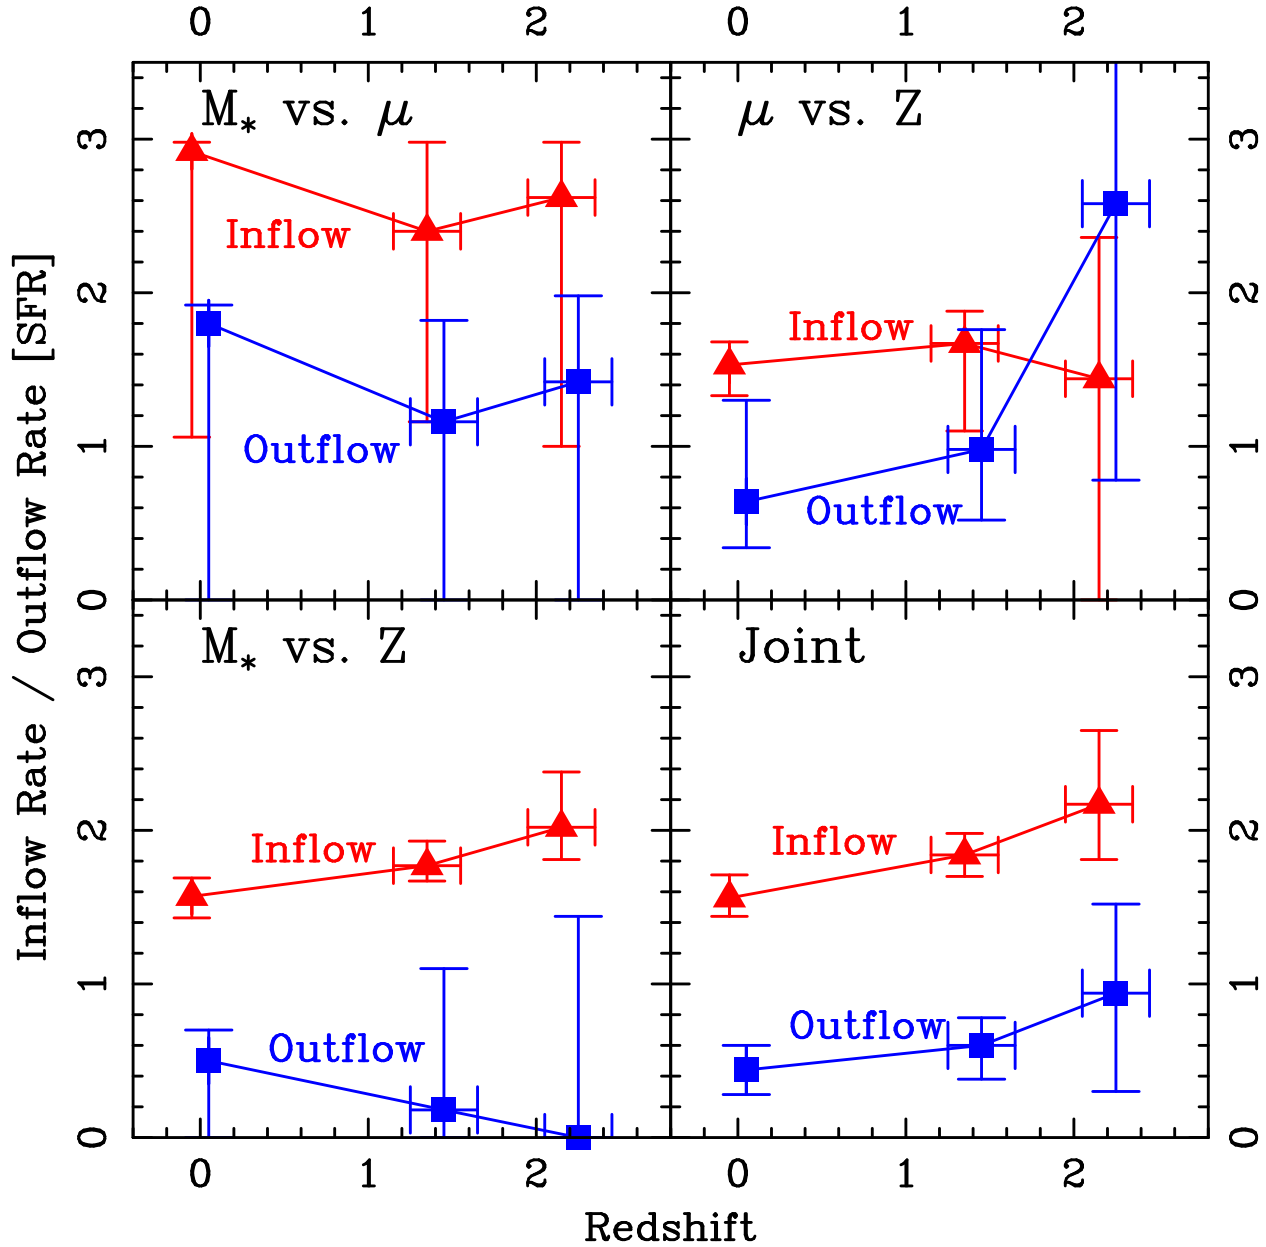 0 1 2 0 1 2
M* vs. μ
μ vs. Z
3 3
Inflow
2 2
Inflow
Outflow
1 1
Outflow
0 0
M* vs. Z
Joint
3 3
2 2
Inflow
Inflow
1 1
Outflow
Outflow
0 0
0 1 2 0 1 2
Redshift
Inflow Rate / Outflow Rate [SFR]